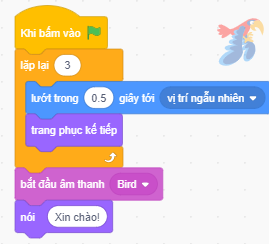 Khi bấm vào
lặp lại 3
lướt trong 0.5 giây tới vị trí ngẫu nhiên
trang phục kế tiếp
bắt đầu âm thanh Bird
nói Xin chào!